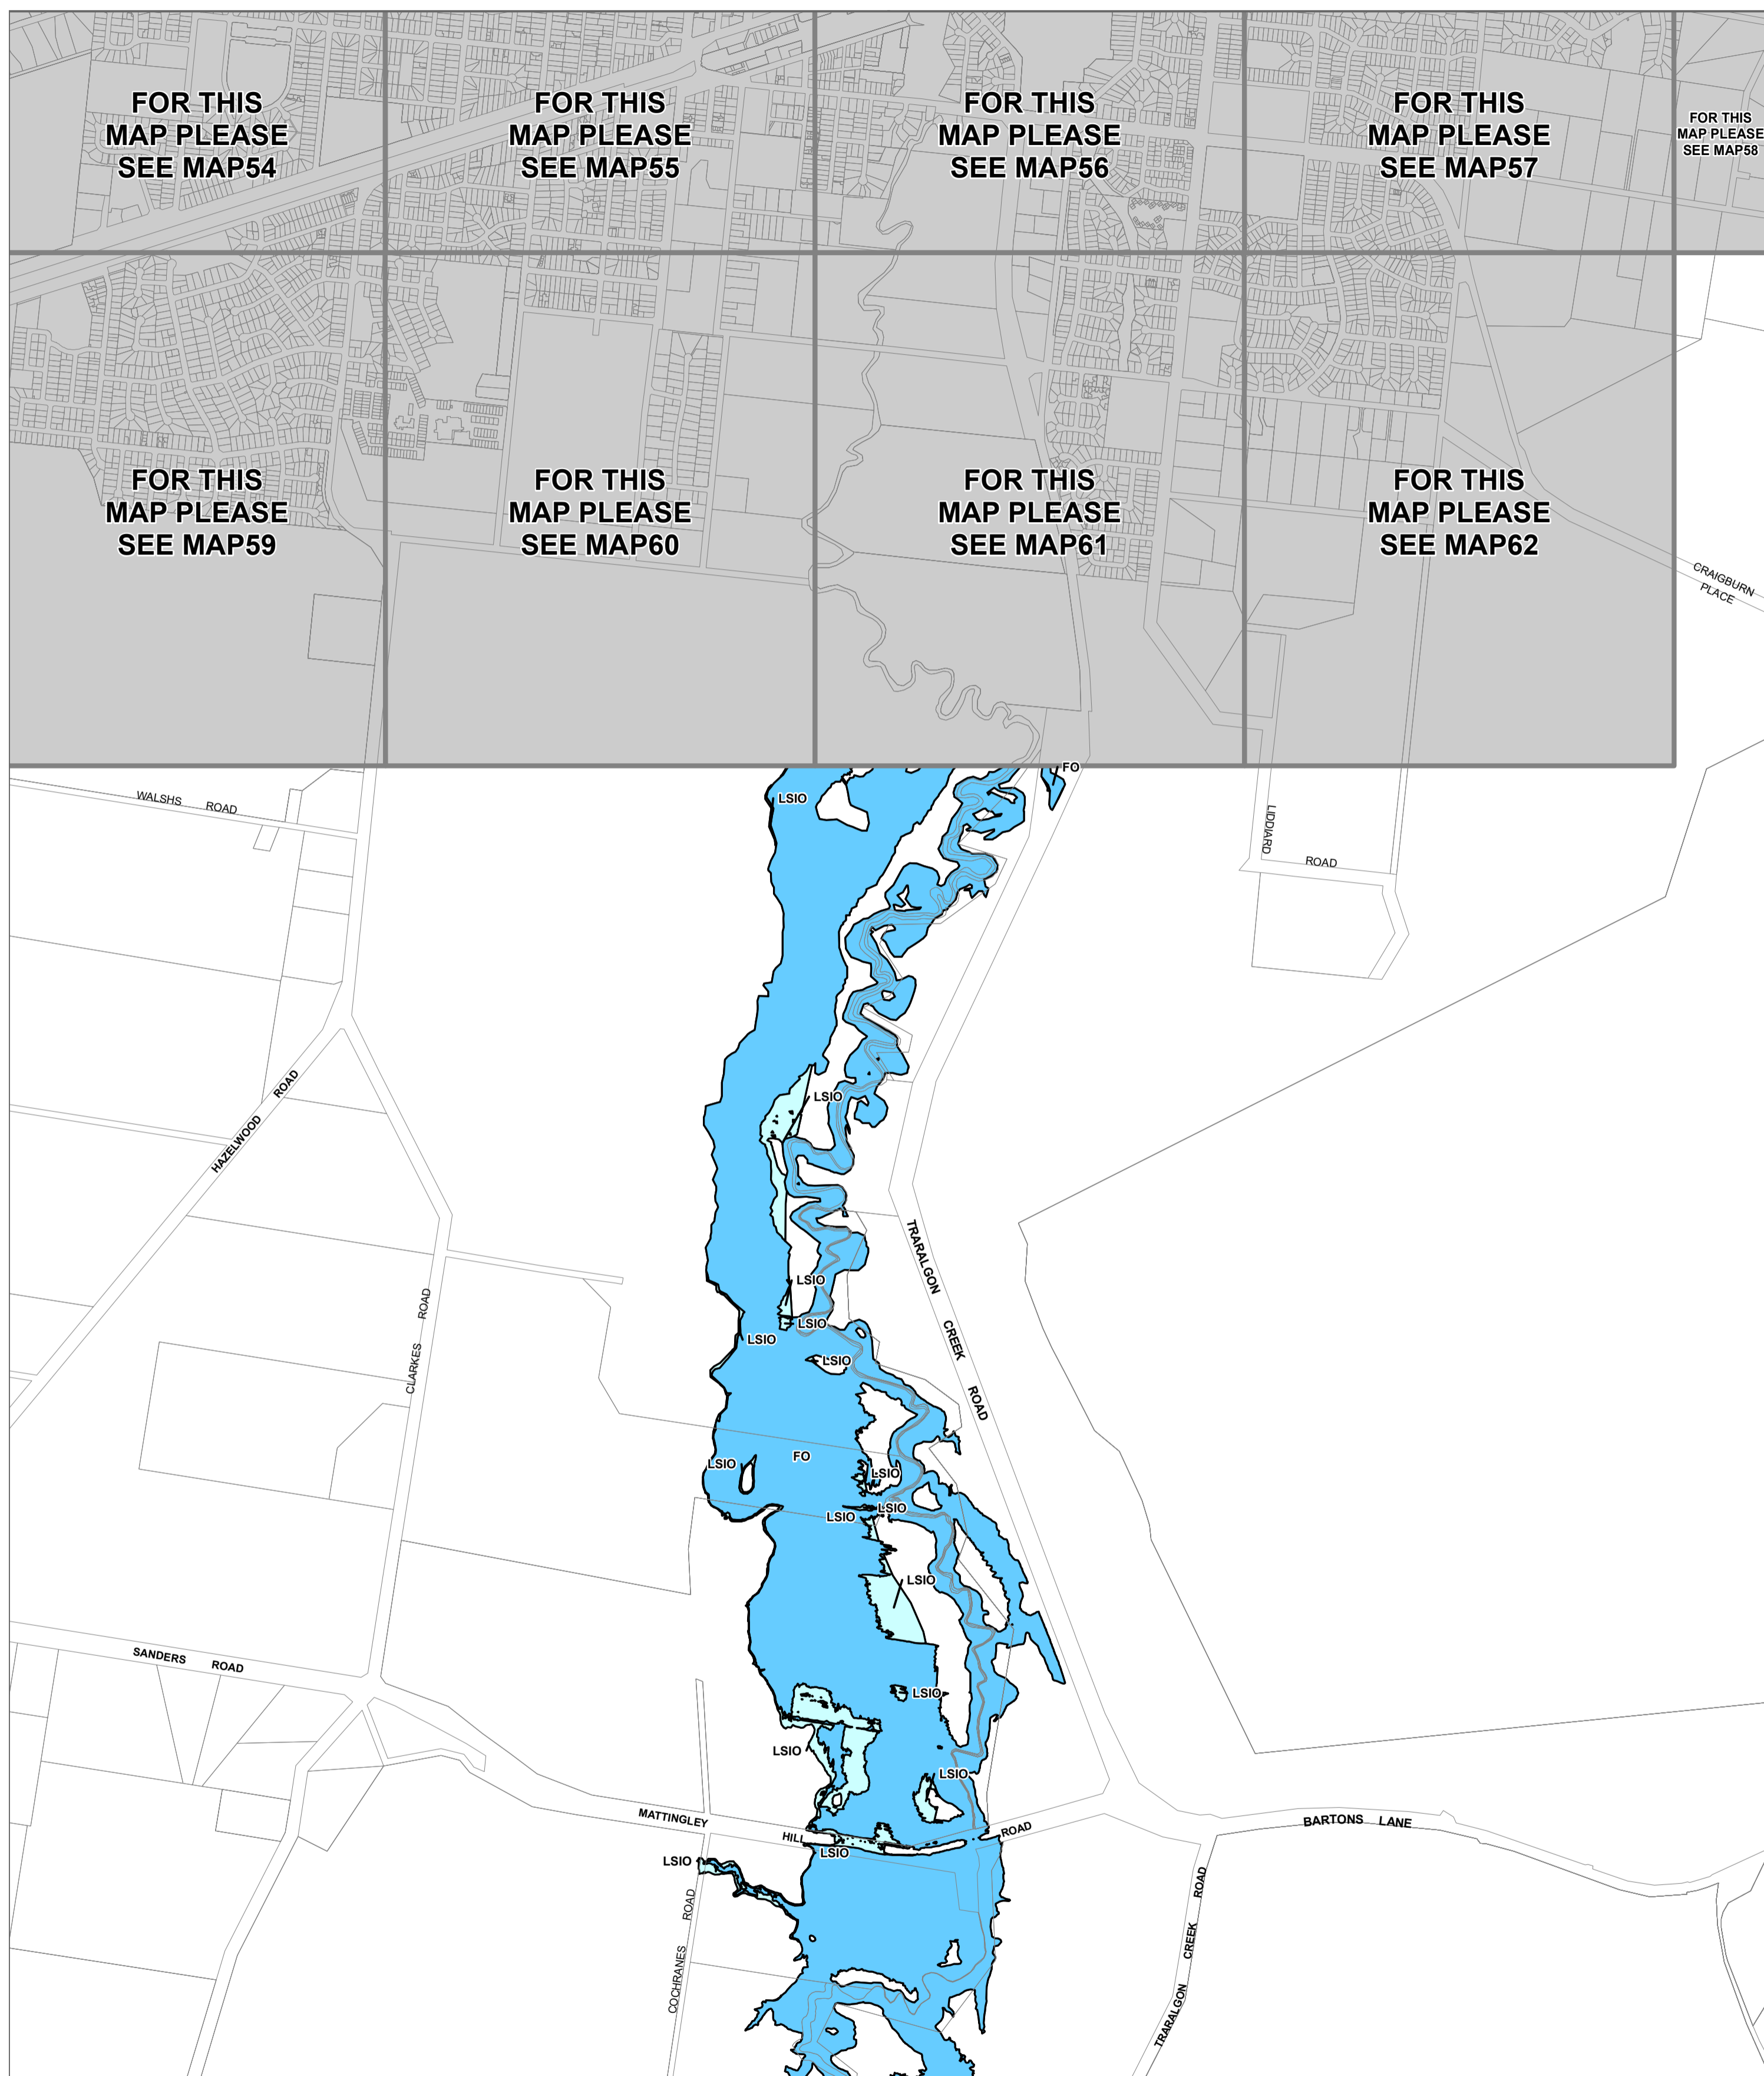 FOR THIS
MAP PLEASE
SEE MAP54
FOR THIS
MAP PLEASE
SEE MAP55
FOR THIS
MAP PLEASE
SEE MAP56
FOR THIS
MAP PLEASE
SEE MAP57
FOR THIS
MAP PLEASE
SEE MAP58
FOR THIS
MAP PLEASE
SEE MAP59
FOR THIS
MAP PLEASE
SEE MAP60
FOR THIS
MAP PLEASE
SEE MAP61
FOR THIS
MAP PLEASE
SEE MAP62
CRAIGBURN
PLACE
FO
WALSHS ROAD
LSIO
LIDDIARD
ROAD
HAZELWOOD ROAD
LSIO
TRARALGON CREEK ROAD
LSIO
LSIO
LSIO
LSIO
CLARKES ROAD
FO
LSIO
LSIO
LSIO
LSIO
LSIO
SANDERS ROAD
LSIO
LSIO
LSIO
MATTINGLEY HILL ROAD
BARTONS LANE
LSIO
LSIO
COCHRANES ROAD
TRARALGON CREEK ROAD